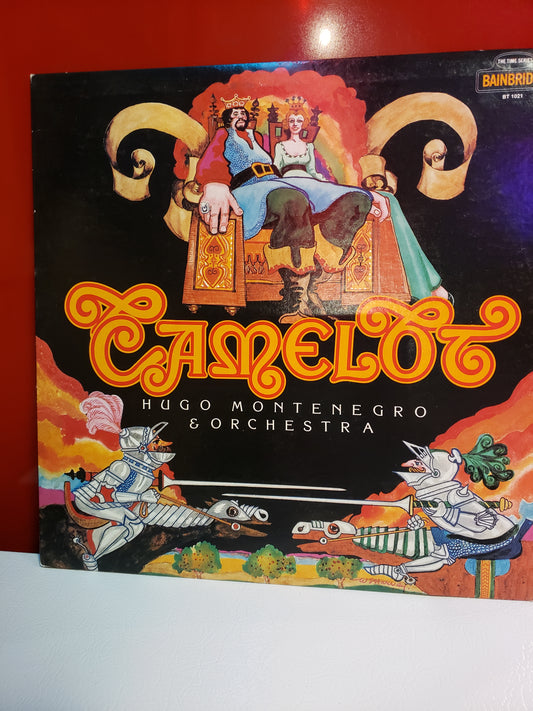 THE TIME SERIES
BAINBRID
BT 1021
CAMELOT
HUGO MONTENEGRO
& ORCHESTRA